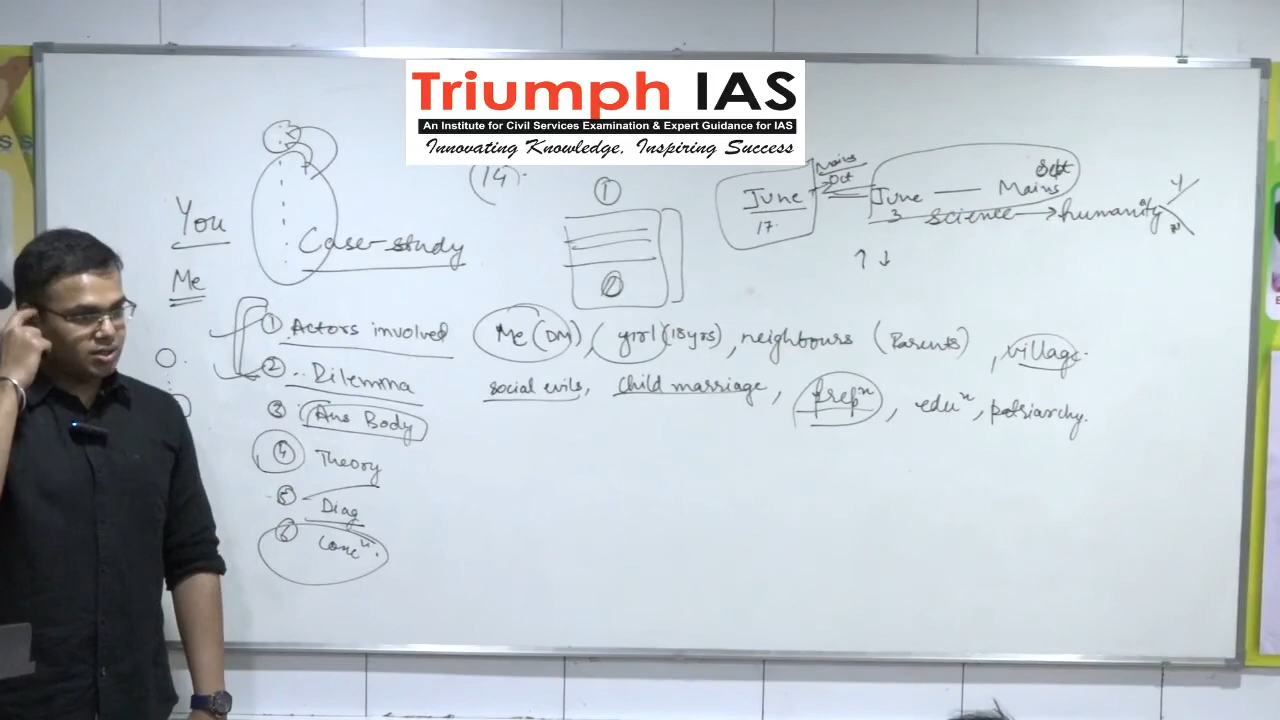 Triumph IAS
An Institute for Civil Services Examination & Expert Guidance for IAS
Innovating Knowledge, Inspiring Success
(14)
①
June
17
Mains
Oct
June — Mains
Sept
3 science → humanity
Y
N
↑ ↓
②
You
Me
Case-study
① Actors involved
Me (DM), girl (18yrs), neighbours (Parents), village.
② Dilemma
social evils, child marriage, prepⁿ, eduⁿ, patriarchy.
③ Ans Body
④ Theory
⑤ Diag
⑥ Concⁿ.